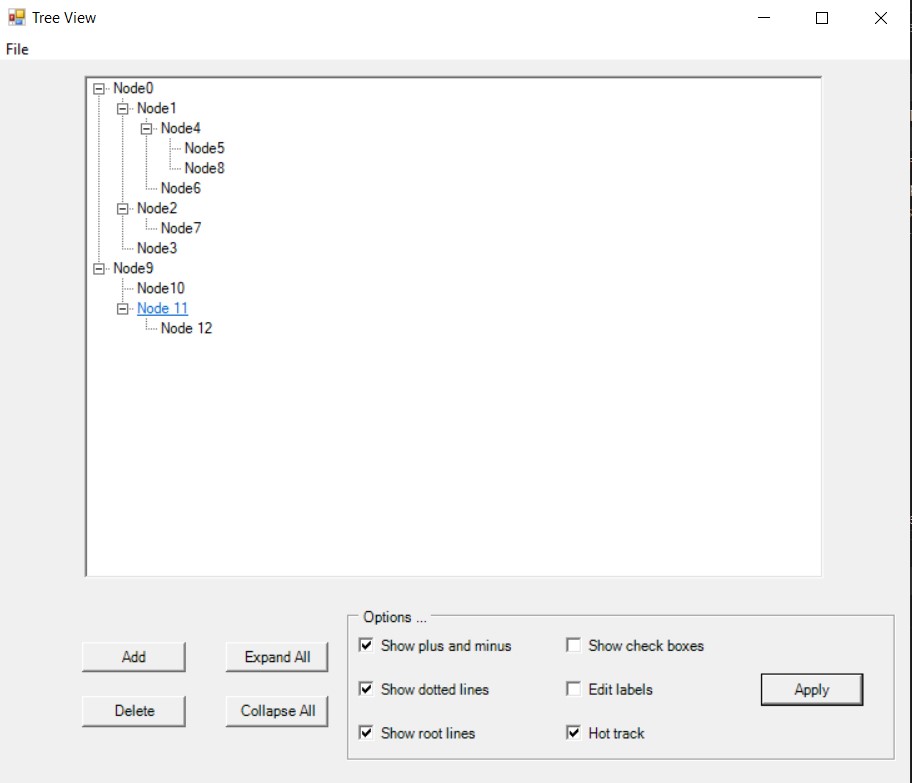 Tree View
File
Node0
Node1
Node4
Node5
Node8
Node6
Node2
Node7
Node3
Node9
Node10
Node 11
Node 12
Options ...
Add
Expand All
Show plus and minus
Show check boxes
Delete
Collapse All
Show dotted lines
Edit labels
Apply
Show root lines
Hot track